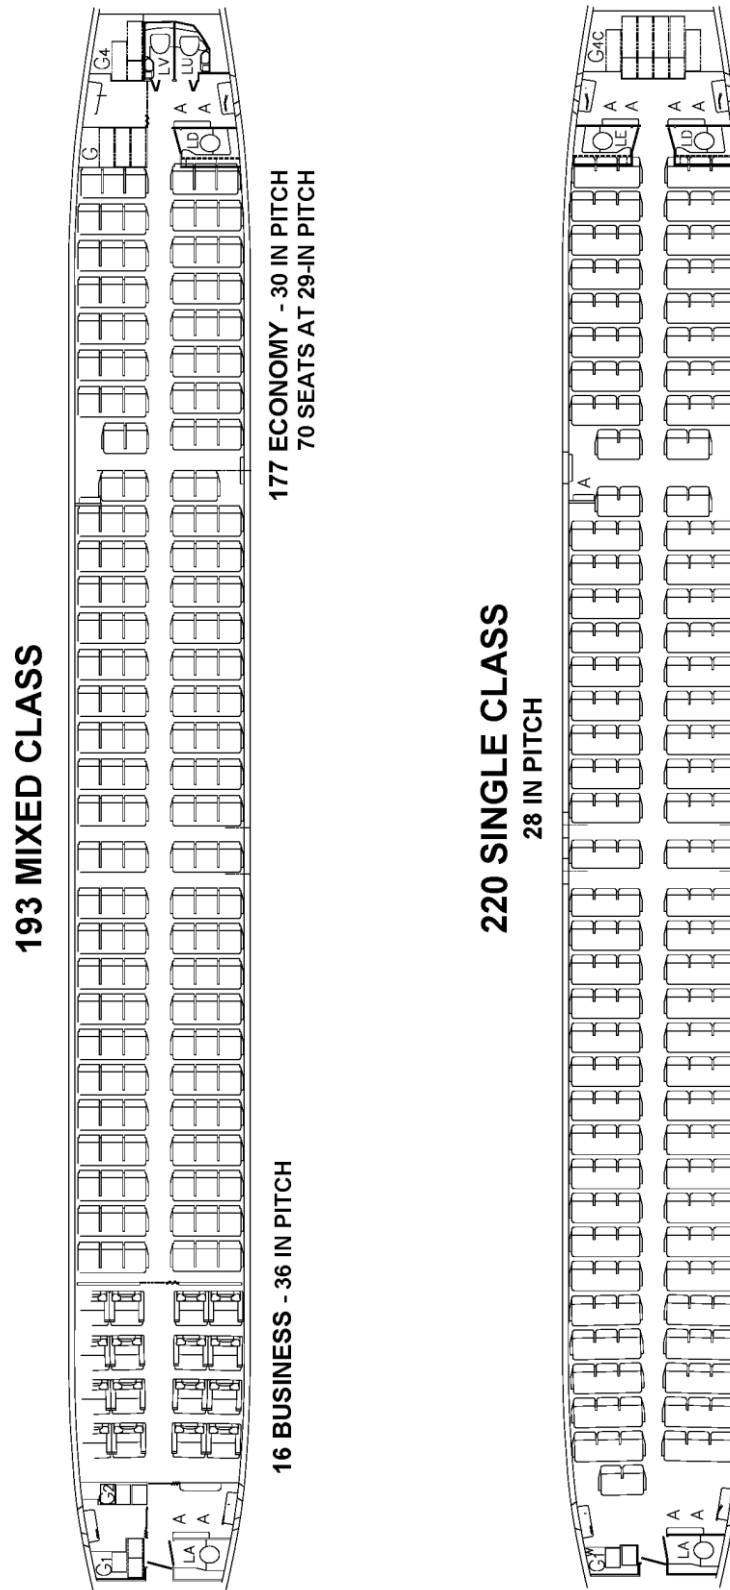 193 MIXED CLASS
16 BUSINESS - 36 IN PITCH
177 ECONOMY - 30 IN PITCH
70 SEATS AT 29-IN PITCH
G1
G2
LA
A
A
G
G4
LV
LU
LD
A
A
220 SINGLE CLASS
28 IN PITCH
G1W
LA
A
A
A
LE
LD
A
A
A
A
G4C